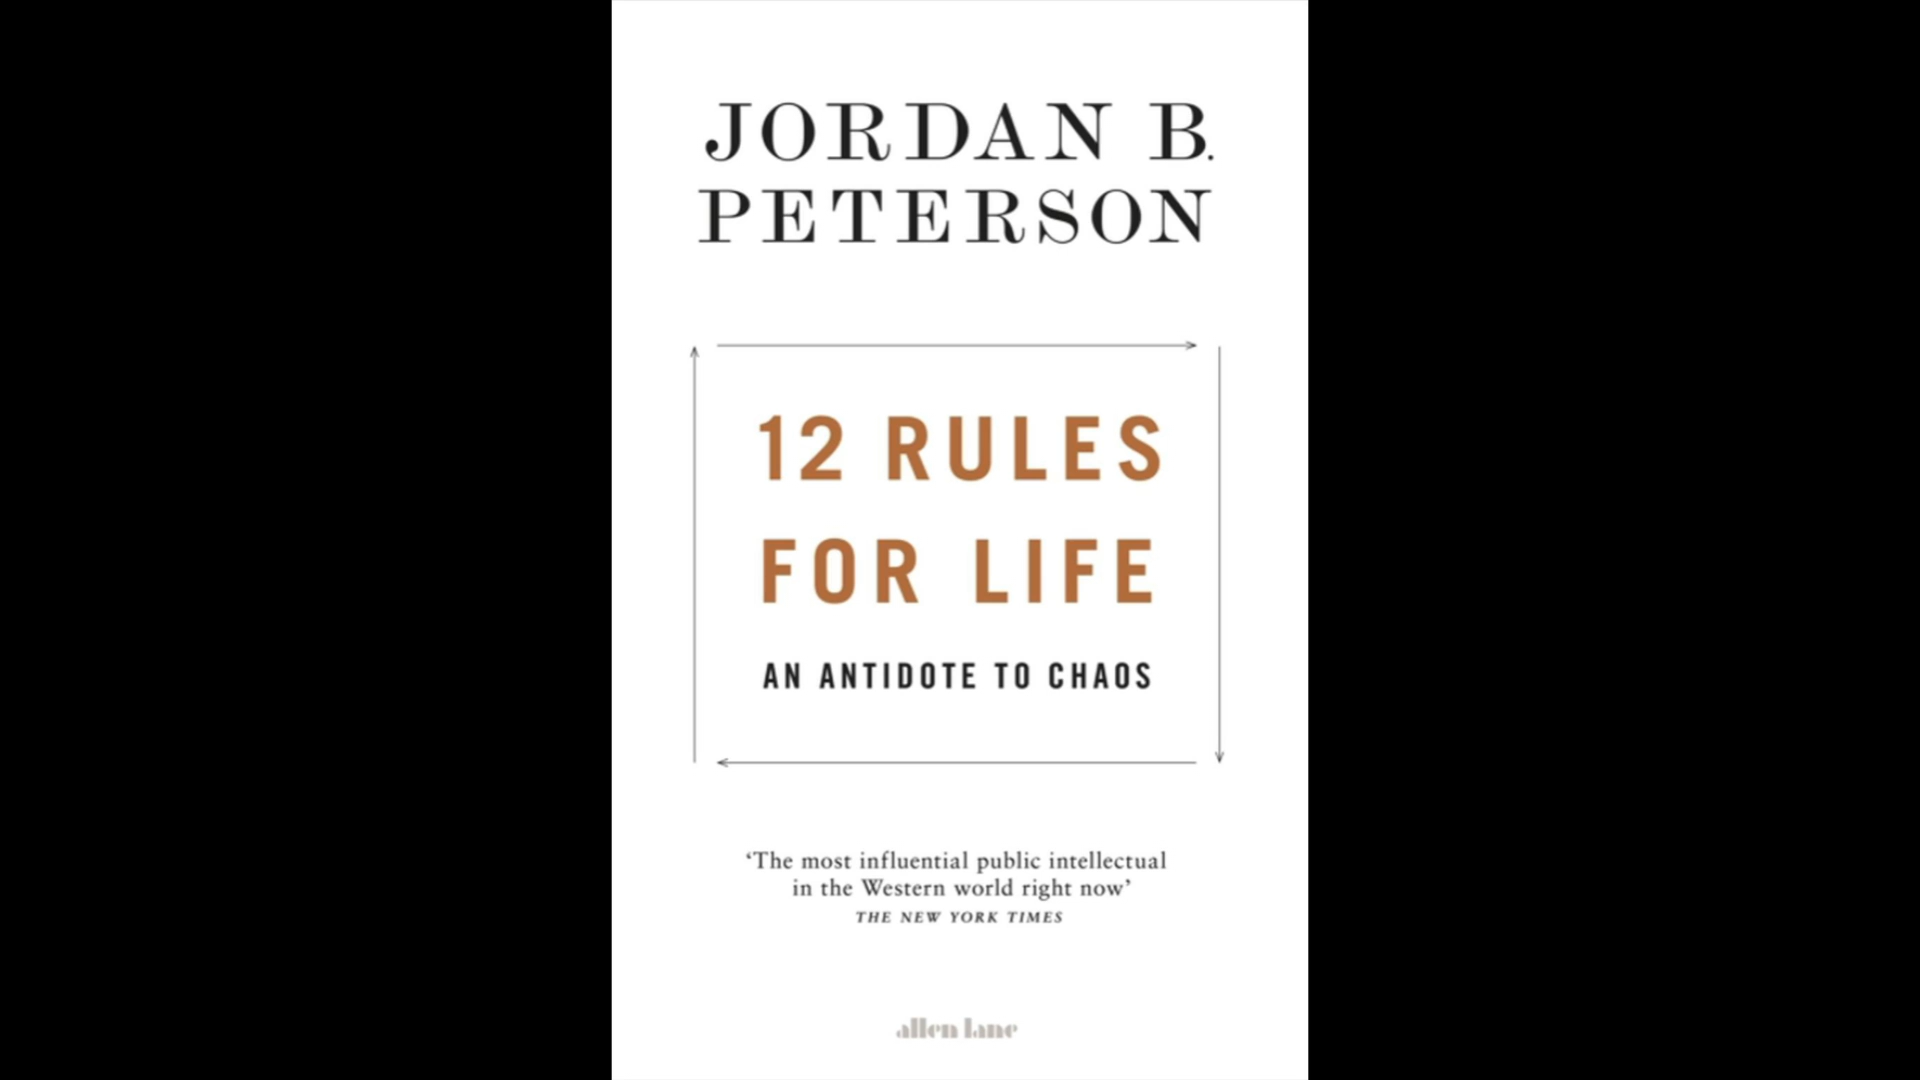 JORDAN B.
PETERSON
12 RULES
FOR LIFE
AN ANTIDOTE TO CHAOS
‘The most influential public intellectual
in the Western world right now’
THE NEW YORK TIMES
allen lane